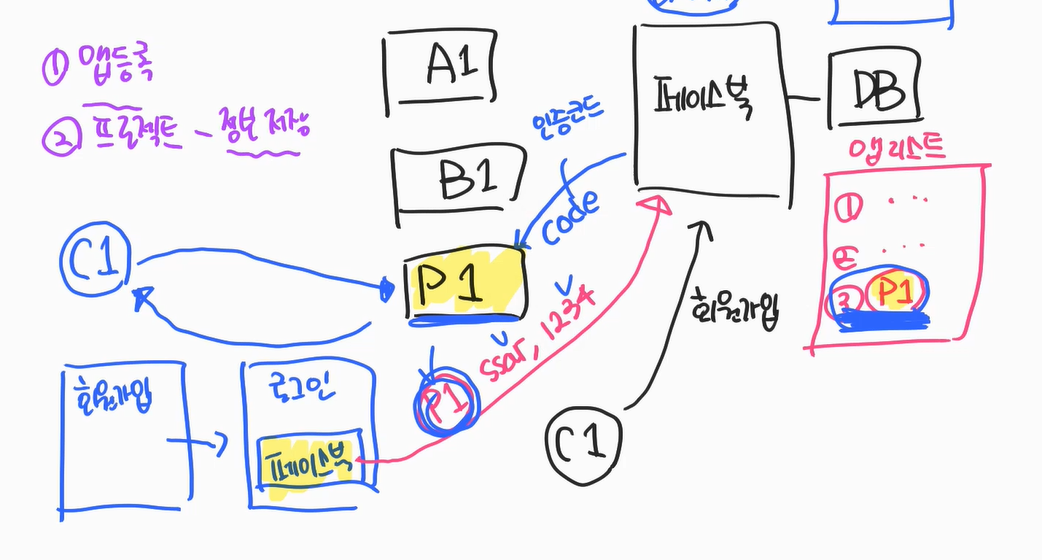 ① 앱등록
② 프로젝트 - 정보 저장
A1
B1
P1
C1
인증코드
code
페이스북
DB
앱리스트
① ...
② ...
③ P1
회원가입
C1
ssar, 1234
P1
회원가입
로그인
페이스북